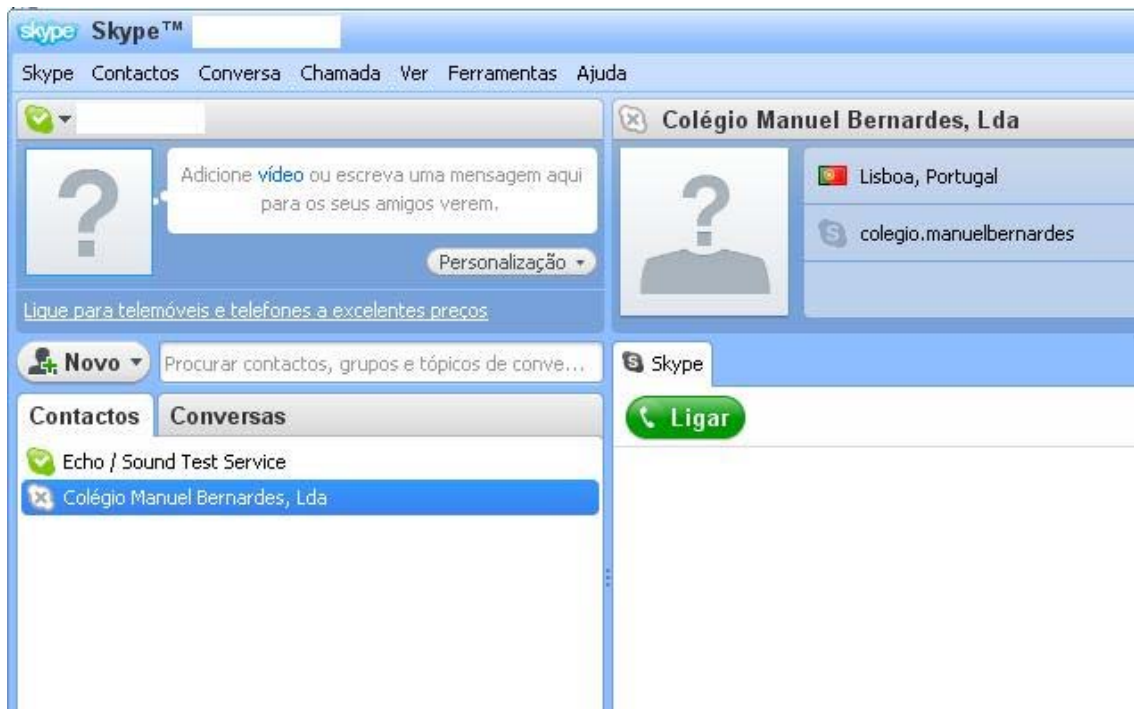 skype Skype™
Skype Contactos Conversa Chamada Ver Ferramentas Ajuda
Adicione vídeo ou escreva uma mensagem aqui
para os seus amigos verem.
Personalização
Ligue para telemóveis e telefones a excelentes preços
Novo
Procurar contactos, grupos e tópicos de conve...
Contactos Conversas
Echo / Sound Test Service
Colégio Manuel Bernardes, Lda
Colégio Manuel Bernardes, Lda
Lisboa, Portugal
colegio.manuelbernardes
Skype
Ligar